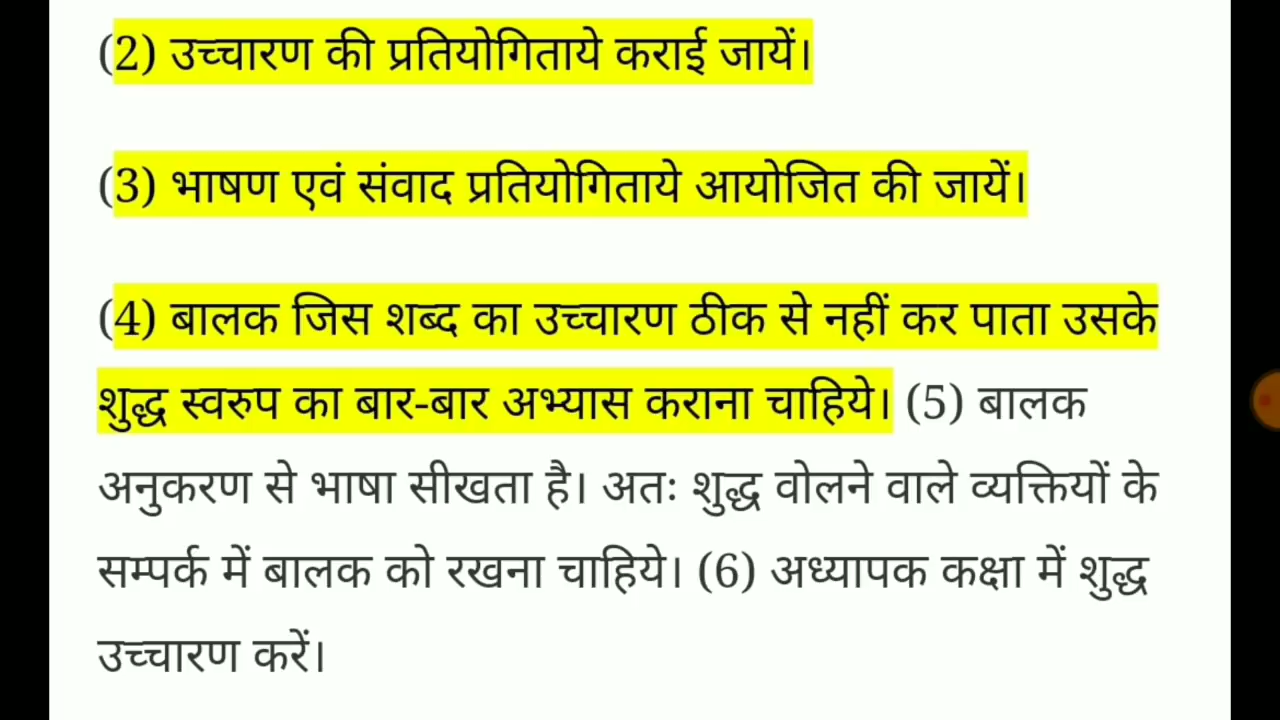 (2) उच्चारण की प्रतियोगिताये कराई जायें।
(3) भाषण एवं संवाद प्रतियोगिताये आयोजित की जायें।
(4) बालक जिस शब्द का उच्चारण ठीक से नहीं कर पाता उसके
शुद्ध स्वरुप का बार-बार अभ्यास कराना चाहिये। (5) बालक
अनुकरण से भाषा सीखता है। अतः शुद्ध वोलने वाले व्यक्तियों के
सम्पर्क में बालक को रखना चाहिये। (6) अध्यापक कक्षा में शुद्ध
उच्चारण करें।